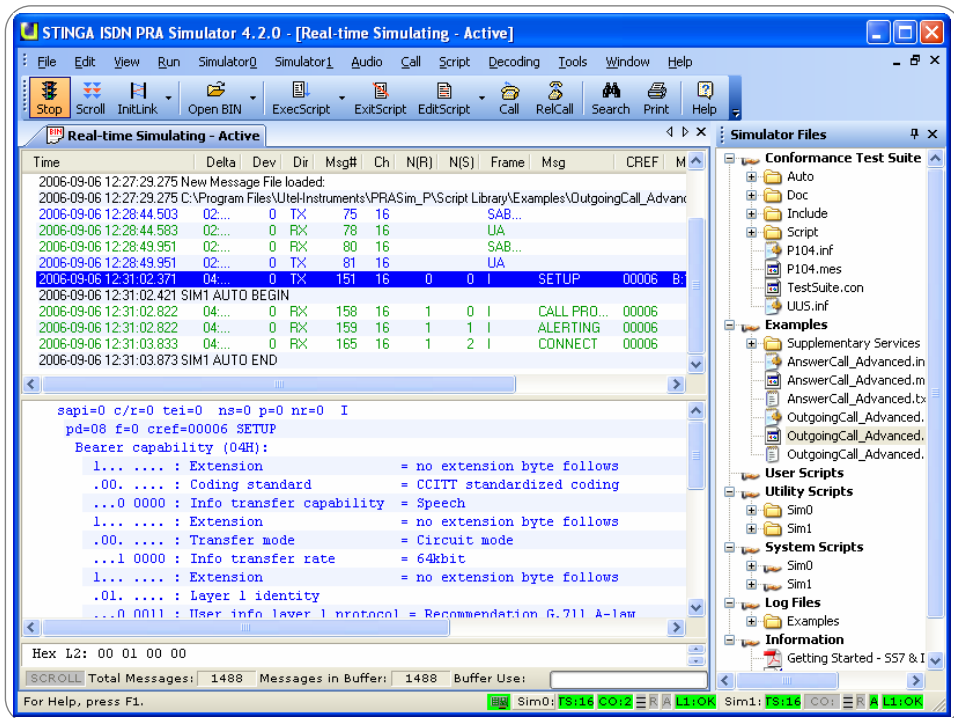 STINGA ISDN PRA Simulator 4.2.0 - [Real-time Simulating - Active]
File Edit View Run Simulator0 Simulator1 Audio Call Script Decoding Tools Window Help
Stop Scroll InitLink Open BIN ExecScript ExitScript EditScript Call RelCall Search Print Help
Real-time Simulating - Active
Time Delta Dev Dir Msg# Ch N(R) N(S) Frame Msg CREF M
2006-09-06 12:27:29.275 New Message File loaded:
2006-09-06 12:27:29.275 C:\Program Files\Utel-Instruments\PRASim_P\Script Library\Examples\OutgoingCall_Advanc
2006-09-06 12:28:44.503 02:... 0 TX 75 16 SAB...
2006-09-06 12:28:44.583 02:... 0 RX 78 16 UA
2006-09-06 12:28:49.951 02:... 0 RX 80 16 SAB...
2006-09-06 12:28:49.951 02:... 0 TX 81 16 UA
2006-09-06 12:31:02.371 04:... 0 TX 151 16 0 0 I SETUP 00006 B:
2006-09-06 12:31:02.421 SIM1 AUTO BEGIN
2006-09-06 12:31:02.822 04:... 0 RX 158 16 1 0 I CALL PRO... 00006
2006-09-06 12:31:02.822 04:... 0 RX 159 16 1 1 I ALERTING 00006
2006-09-06 12:31:03.833 04:... 0 RX 165 16 1 2 I CONNECT 00006
2006-09-06 12:31:03.873 SIM1 AUTO END
sapi=0 c/r=0 tei=0 ns=0 p=0 nr=0 I
pd=08 f=0 cref=00006 SETUP
Bearer capability (04H):
1... .... : Extension = no extension byte follows
.00. .... : Coding standard = CCITT standardized coding
...0 0000 : Info transfer capability = Speech
1... .... : Extension = no extension byte follows
.00. .... : Transfer mode = Circuit mode
...1 0000 : Info transfer rate = 64kbit
1... .... : Extension = no extension byte follows
.01. .... : Layer 1 identity
...0 0011 : User info layer 1 protocol = Recommendation G.711 A-law
Hex L2: 00 01 00 00
SCROLL Total Messages: 1488 Messages in Buffer: 1488 Buffer Use:
Simulator Files
Conformance Test Suite
Auto
Doc
Include
Script
P104.inf
P104.mes
TestSuite.con
UUS.inf
Examples
Supplementary Services
AnswerCall_Advanced.in
AnswerCall_Advanced.m
AnswerCall_Advanced.tx
OutgoingCall_Advanced.
OutgoingCall_Advanced.
OutgoingCall_Advanced.
User Scripts
Utility Scripts
Sim0
Sim1
System Scripts
Sim0
Sim1
Log Files
Examples
Information
Getting Started - SS7 & I
For Help, press F1. Sim0: TS:16 CO:2 R A L1:OK Sim1: TS:16 CO: R A L1:OK